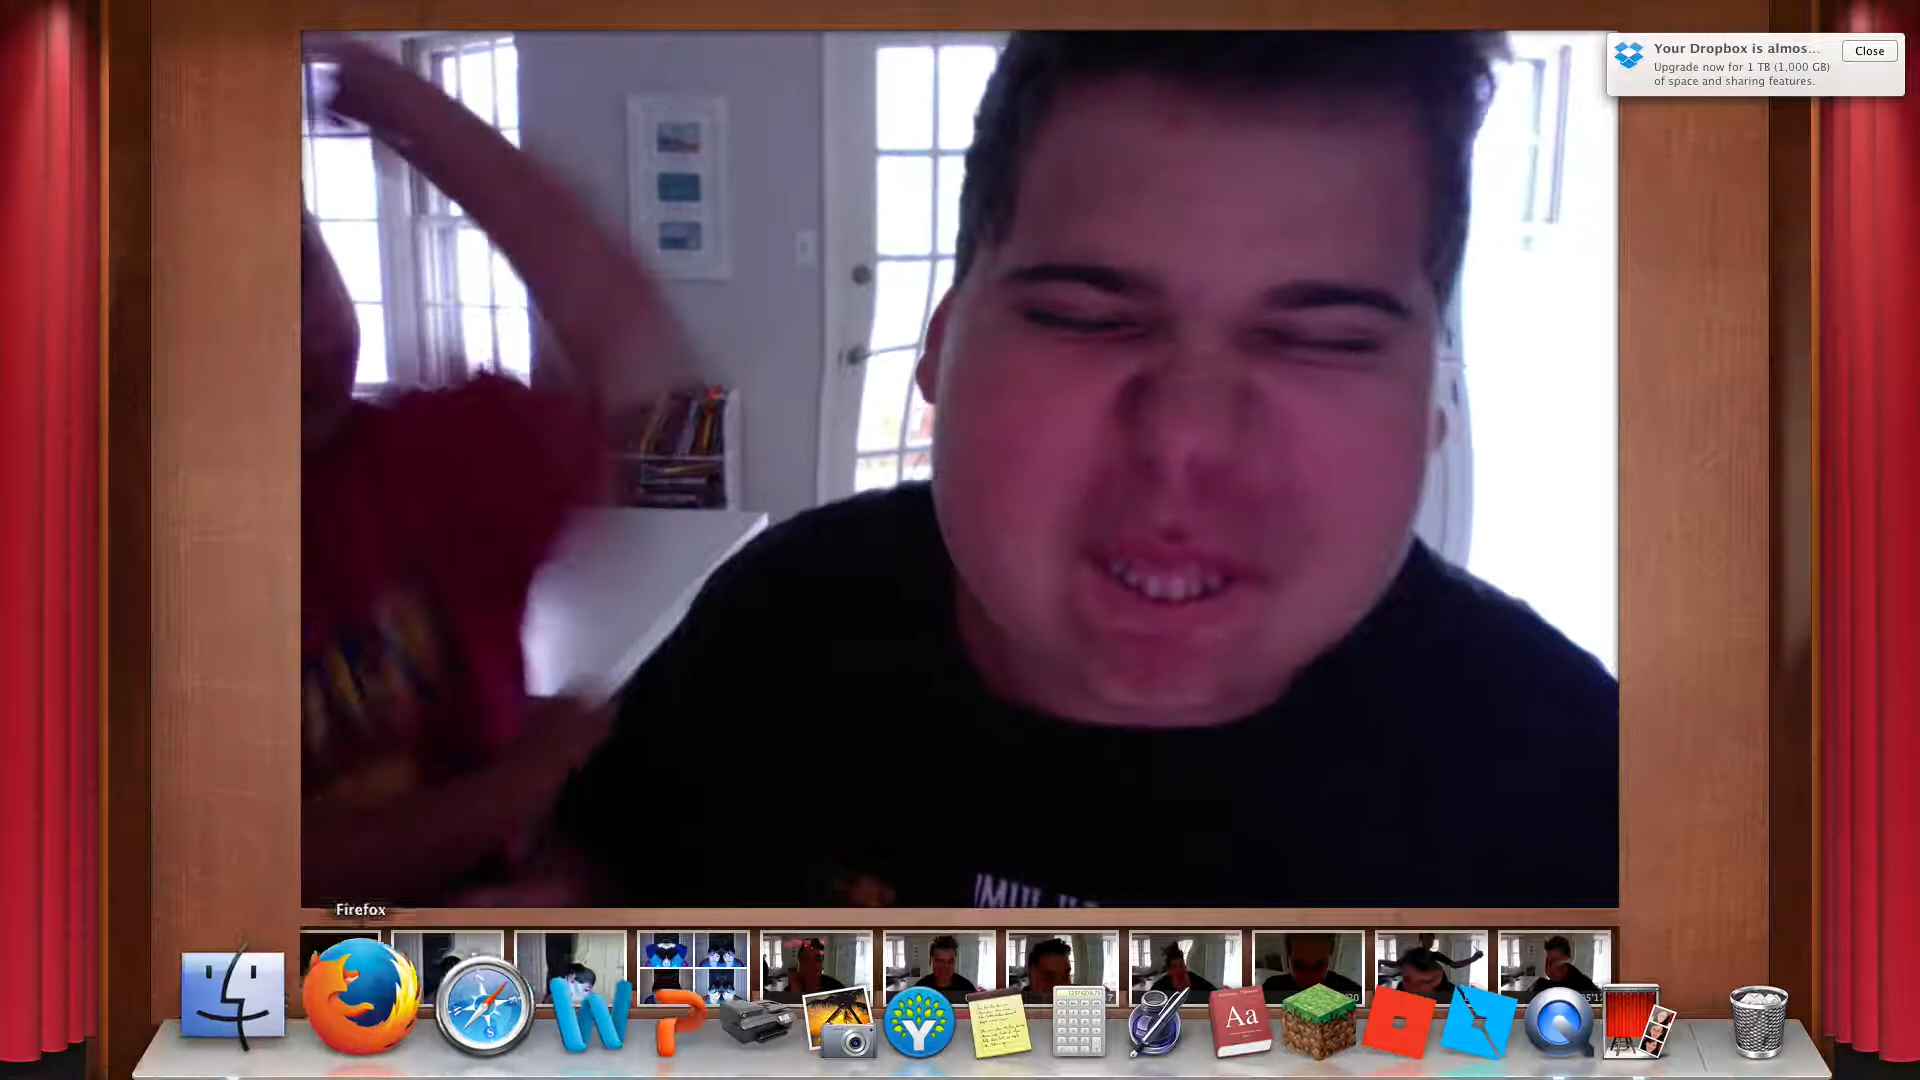 Your Dropbox is almos...
Close
Upgrade now for 1 TB (1,000 GB)
of space and sharing features.
Firefox
Aa